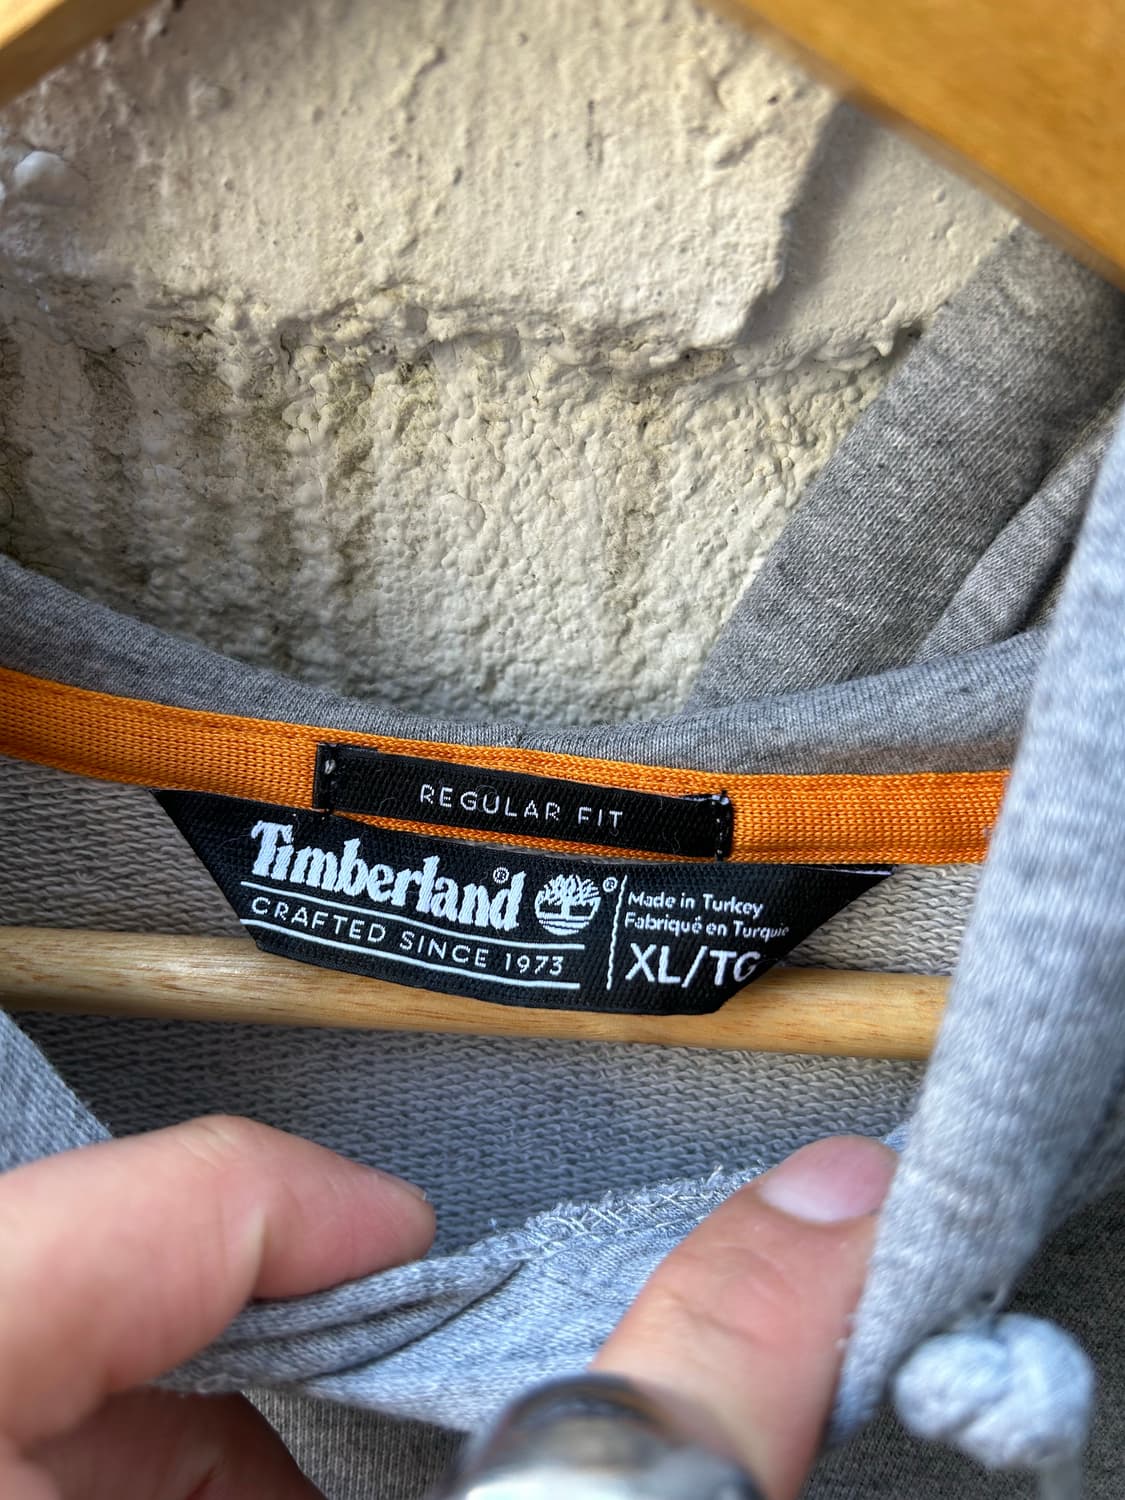 REGULAR FIT
Timberland®
®
CRAFTED SINCE 1973
Made in Turkey
Fabriqué en Turquie
XL/TG